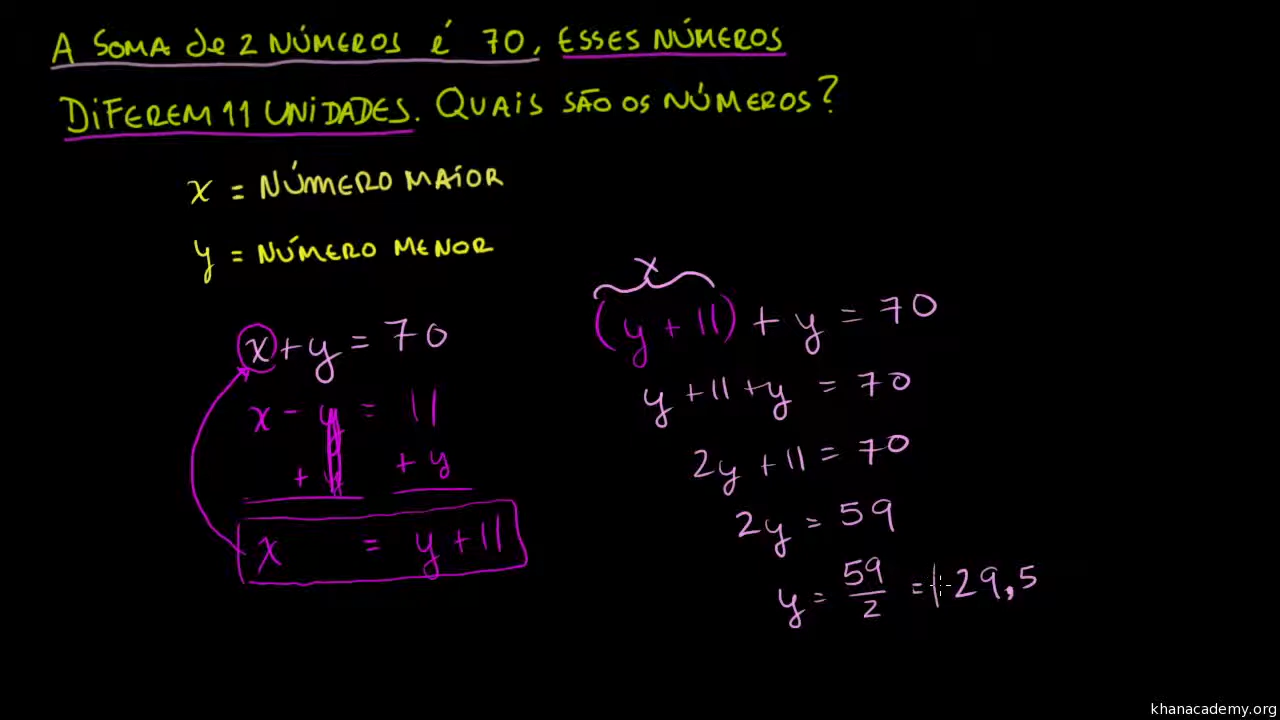 A SOMA de 2 NÚMEROS é 70, ESSES NÚMEROS
DIFEREM 11 UNIDADES. QUAIS SÃO OS NÚMEROS?
x = NÚMERO MAIOR
y = NÚMERO MENOR
x + y = 70
x - y = 11
+ y + y
x = y + 11
x
(y + 11) + y = 70
y + 11 + y = 70
2y + 11 = 70
2y = 59
y = 59/2 = 29,5
khanacademy.org